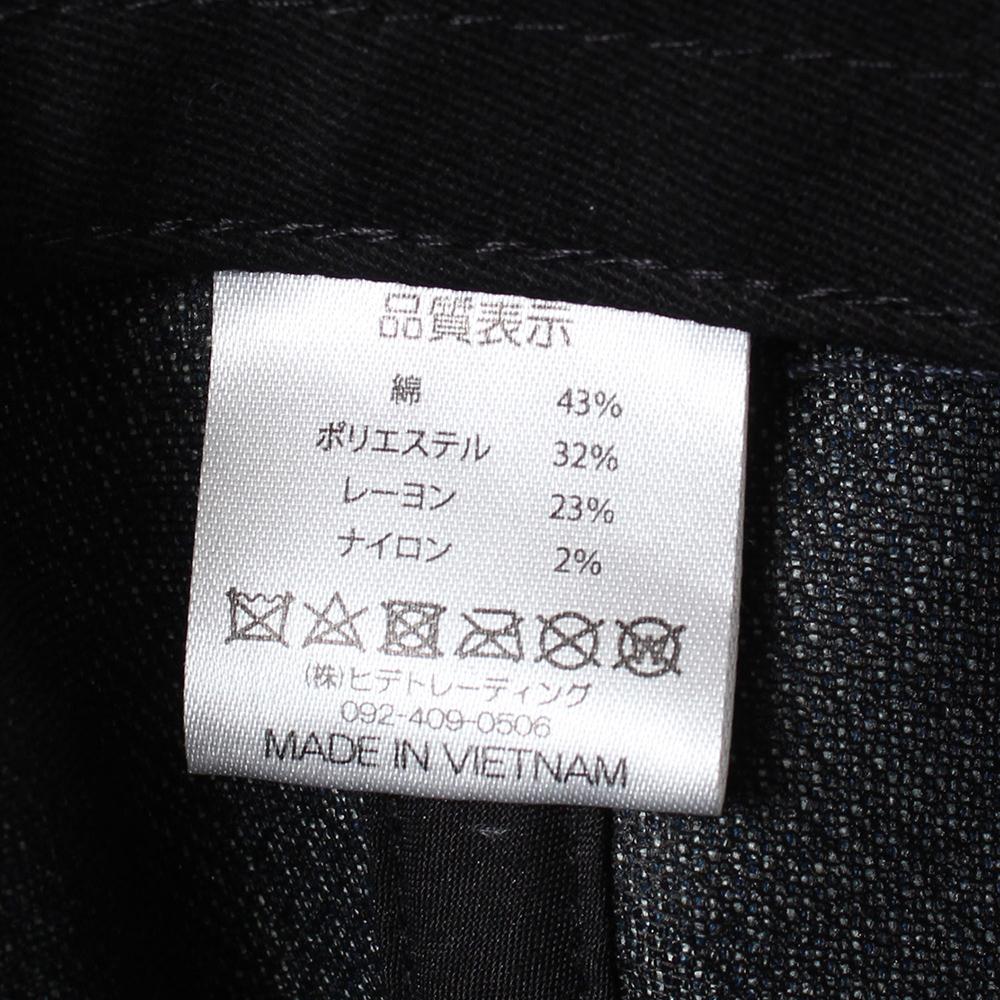 品質表示
綿 43%
ポリエステル 32%
レーヨン 23%
ナイロン 2%
W
(株)ヒデトレーディング
092-409-0506
MADE IN VIETNAM